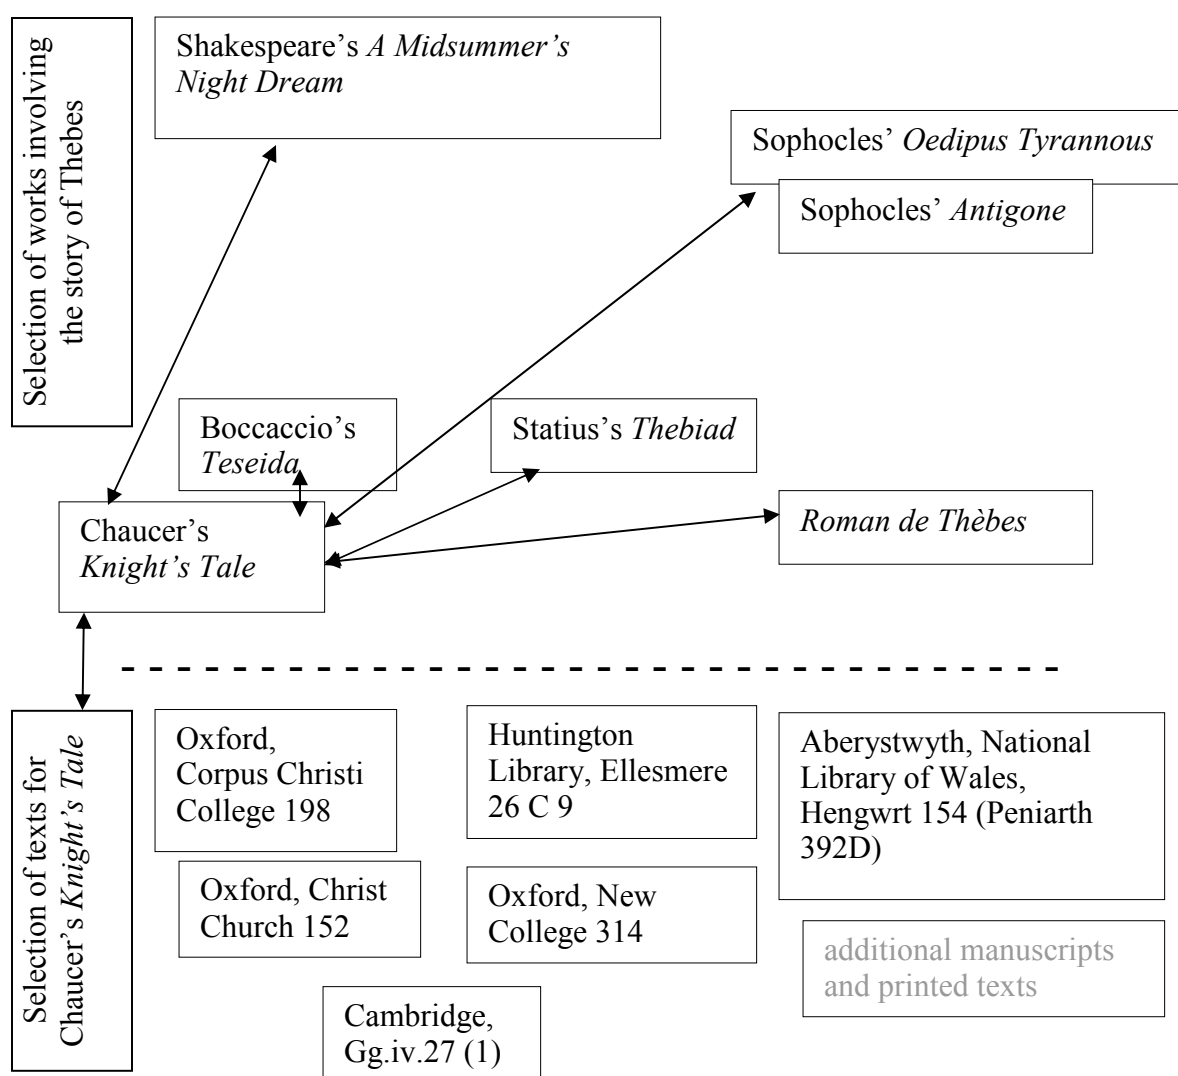 Selection of works involving
the story of Thebes
Shakespeare’s A Midsummer’s
Night Dream
Sophocles’ Oedipus Tyrannous
Sophocles’ Antigone
Boccaccio’s
Teseida
Statius’s Thebiad
Chaucer’s
Knight’s Tale
Roman de Thèbes
Selection of texts for
Chaucer’s Knight’s Tale
Oxford,
Corpus Christi
College 198
Huntington
Library, Ellesmere
26 C 9
Aberystwyth, National
Library of Wales,
Hengwrt 154 (Peniarth
392D)
Oxford, Christ
Church 152
Oxford, New
College 314
additional manuscripts
and printed texts
Cambridge,
Gg.iv.27 (1)